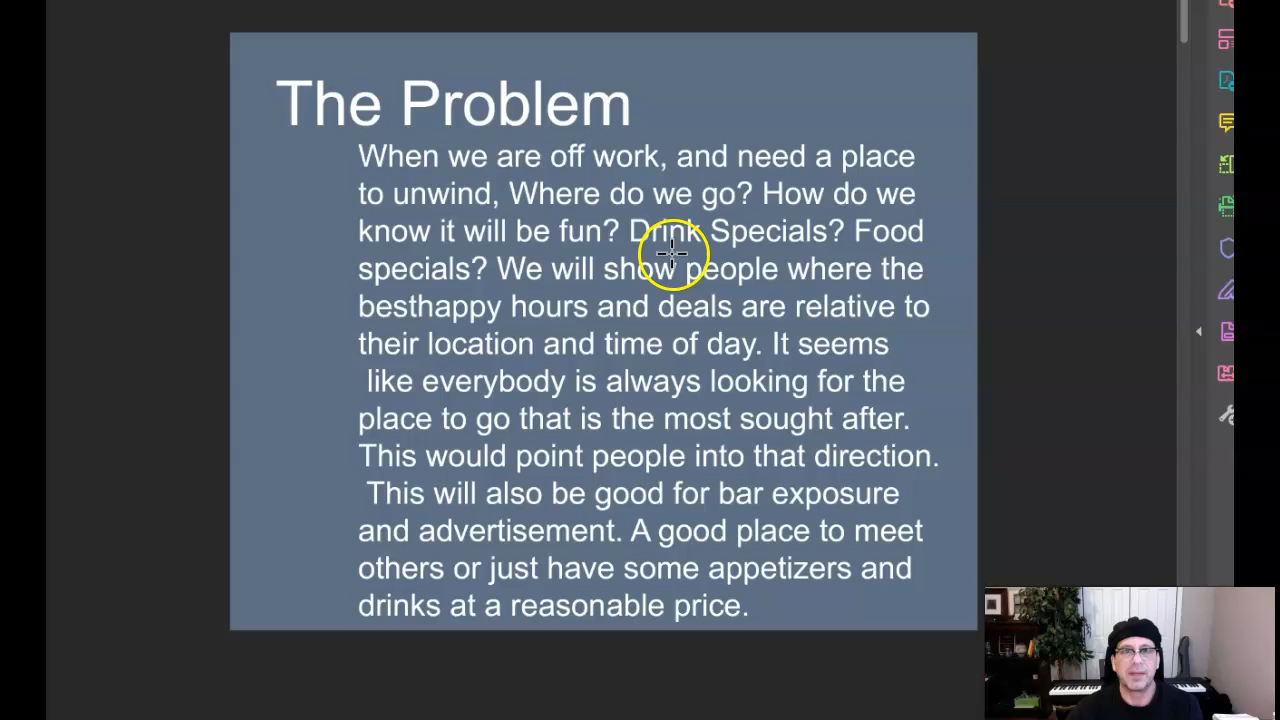 The Problem
When we are off work, and need a place
to unwind, Where do we go? How do we
know it will be fun? Drink Specials? Food
specials? We will show people where the
besthappy hours and deals are relative to
their location and time of day. It seems
like everybody is always looking for the
place to go that is the most sought after.
This would point people into that direction.
This will also be good for bar exposure
and advertisement. A good place to meet
others or just have some appetizers and
drinks at a reasonable price.